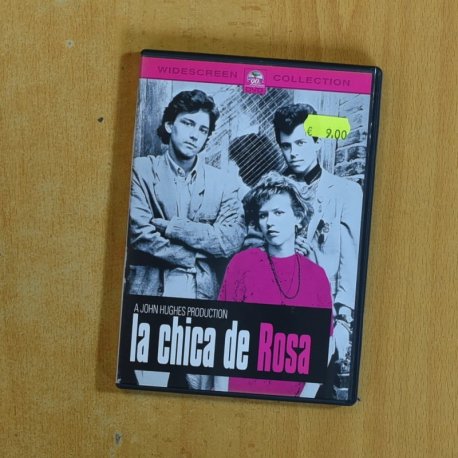 WIDESCREEN COLLECTION
€ 9,00
A JOHN HUGHES PRODUCTION
la chica de Rosa